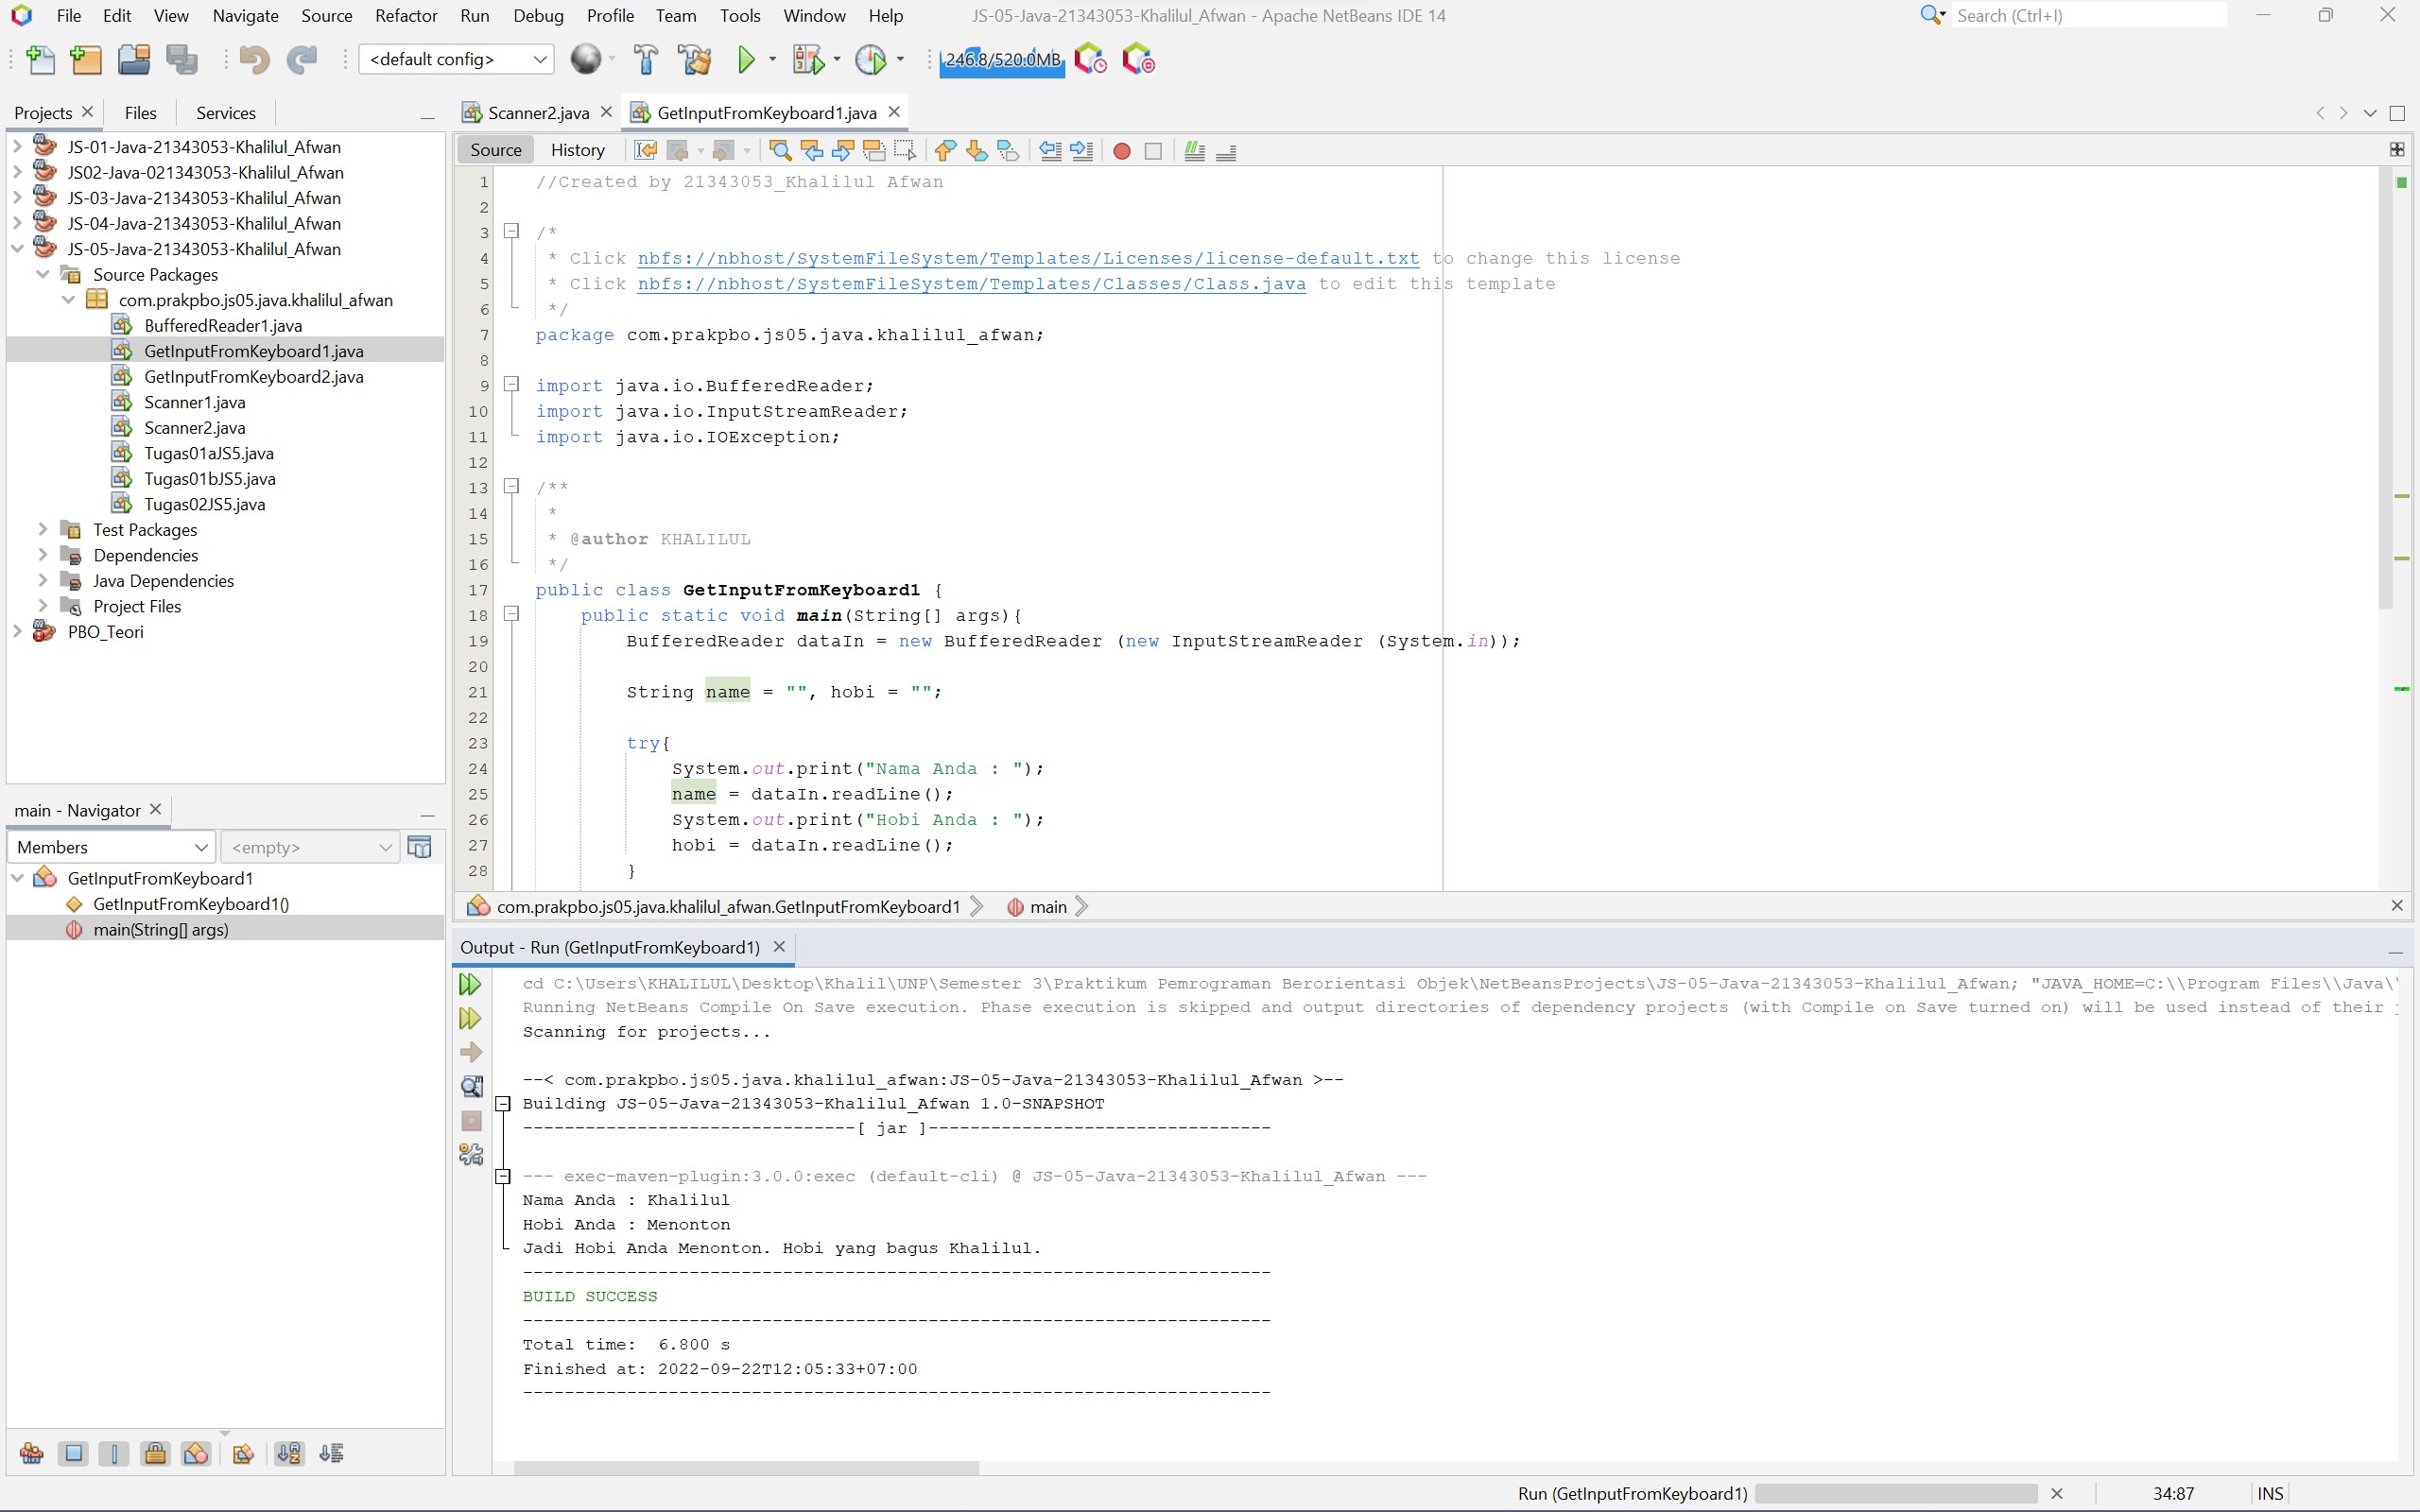 File Edit View Navigate Source Refactor Run Debug Profile Team Tools Window Help JS-05-Java-21343053-Khalilul_Afwan - Apache NetBeans IDE 14 Search (Ctrl+I)
<default config> 246.8/520.0MB
Projects Files Services
JS-01-Java-21343053-Khalilul_Afwan
JS02-Java-021343053-Khalilul_Afwan
JS-03-Java-21343053-Khalilul_Afwan
JS-04-Java-21343053-Khalilul_Afwan
JS-05-Java-21343053-Khalilul_Afwan
Source Packages
com.prakpbo.js05.java.khalilul_afwan
BufferedReader1.java
GetInputFromKeyboard1.java
GetInputFromKeyboard2.java
Scanner1.java
Scanner2.java
Tugas01aJS5.java
Tugas01bJS5.java
Tugas02JS5.java
Test Packages
Dependencies
Java Dependencies
Project Files
PBO_Teori
main - Navigator
Members <empty>
GetInputFromKeyboard1
GetInputFromKeyboard1()
main(String[] args)
Scanner2.java GetInputFromKeyboard1.java
Source History
1 //Created by 21343053_Khalilul Afwan
2
3 /*
4 * Click nbfs://nbhost/SystemFileSystem/Templates/Licenses/license-default.txt to change this license
5 * Click nbfs://nbhost/SystemFileSystem/Templates/Classes/Class.java to edit this template
6 */
7 package com.prakpbo.js05.java.khalilul_afwan;
8
9 import java.io.BufferedReader;
10 import java.io.InputStreamReader;
11 import java.io.IOException;
12
13 /**
14 *
15 * @author KHALILUL
16 */
17 public class GetInputFromKeyboard1 {
18 public static void main(String[] args){
19 BufferedReader dataIn = new BufferedReader (new InputStreamReader (System.in));
20
21 String name = "", hobi = "";
22
23 try{
24 System.out.print("Nama Anda : ");
25 name = dataIn.readLine();
26 System.out.print("Hobi Anda : ");
27 hobi = dataIn.readLine();
28 }
com.prakpbo.js05.java.khalilul_afwan.GetInputFromKeyboard1 main
Output - Run (GetInputFromKeyboard1)
cd C:\Users\KHALILUL\Desktop\Khalil\UNP\Semester 3\Praktikum Pemrograman Berorientasi Objek\NetBeansProjects\JS-05-Java-21343053-Khalilul_Afwan; "JAVA_HOME=C:\\Program Files\\Java\
Running NetBeans Compile On Save execution. Phase execution is skipped and output directories of dependency projects (with Compile on Save turned on) will be used instead of their
Scanning for projects...
--< com.prakpbo.js05.java.khalilul_afwan:JS-05-Java-21343053-Khalilul_Afwan >--
Building JS-05-Java-21343053-Khalilul_Afwan 1.0-SNAPSHOT
--------------------------------[ jar ]---------------------------------
--- exec-maven-plugin:3.0.0:exec (default-cli) @ JS-05-Java-21343053-Khalilul_Afwan ---
Nama Anda : Khalilul
Hobi Anda : Menonton
Jadi Hobi Anda Menonton. Hobi yang bagus Khalilul.
------------------------------------------------------------------------
BUILD SUCCESS
------------------------------------------------------------------------
Total time: 6.800 s
Finished at: 2022-09-22T12:05:33+07:00
------------------------------------------------------------------------
Run (GetInputFromKeyboard1) 34:87 INS